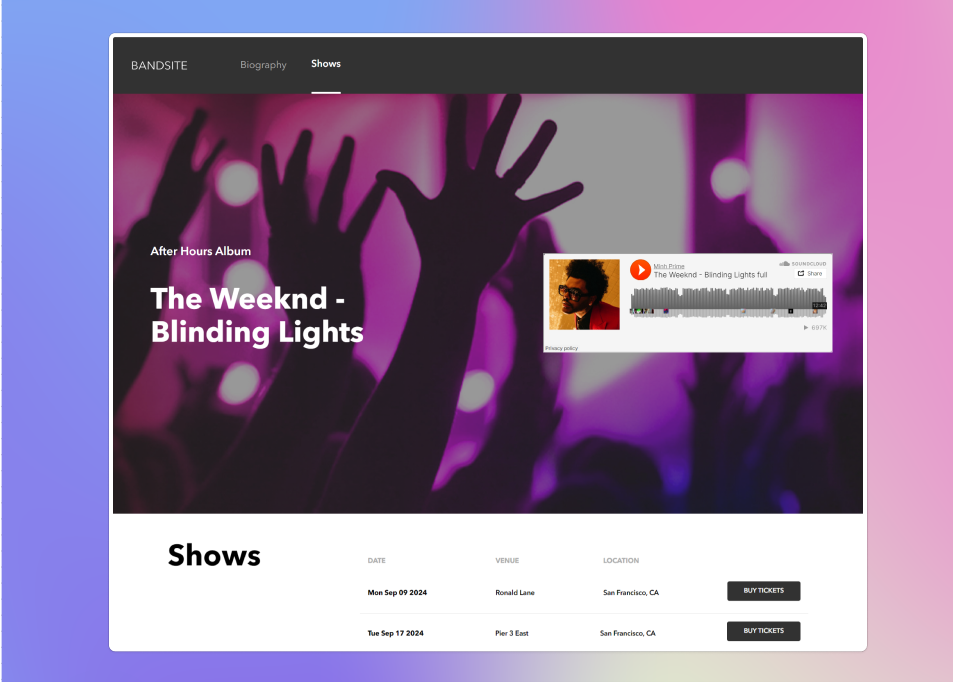 BANDSITE Biography Shows
After Hours Album
The Weeknd -
Blinding Lights
Minh Prime
The Weeknd - Blinding Lights full
SOUNDCLOUD
Share
12:42
697K
Privacy policy
Shows
DATE VENUE LOCATION
Mon Sep 09 2024 Ronald Lane San Francisco, CA BUY TICKETS
Tue Sep 17 2024 Pier 3 East San Francisco, CA BUY TICKETS